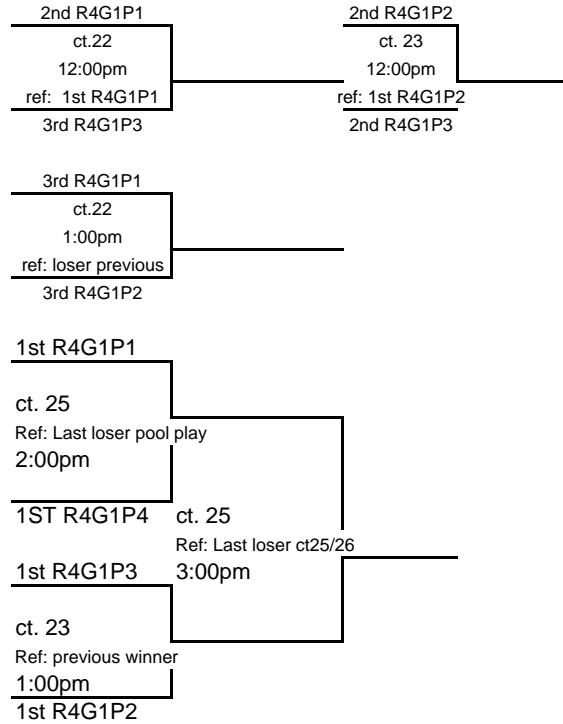 2nd R4G1P1
ct.22
12:00pm
ref:  1st R4G1P1
3rd R4G1P3
2nd R4G1P2
ct. 23
12:00pm
ref: 1st R4G1P2
2nd R4G1P3
3rd R4G1P1
ct.22
1:00pm
ref: loser previous
3rd R4G1P2
1st R4G1P1
ct. 25
Ref: Last loser pool play
2:00pm
1ST R4G1P4
ct. 25
Ref: Last loser ct25/26
3:00pm
1st R4G1P3
ct. 23
Ref: previous winner
1:00pm
1st R4G1P2